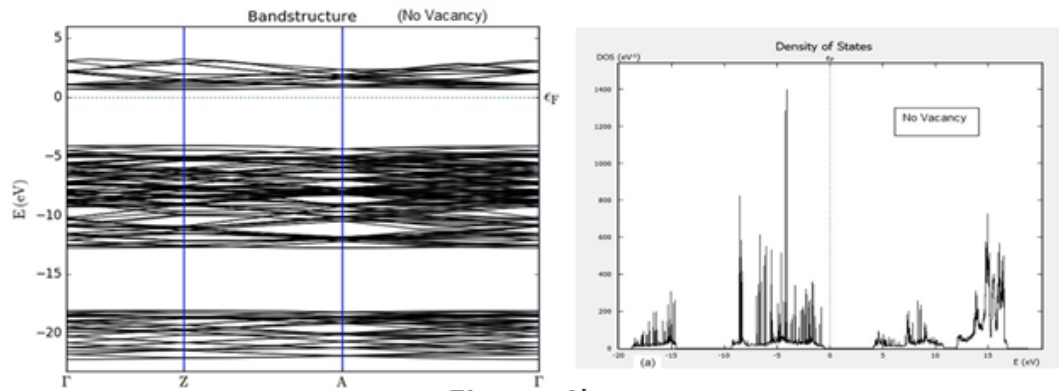 Bandstructure (No Vacancy)
5
0
−5
−10
−15
−20
E (eV)
ϵF
Γ
Z
A
Γ
Density of States
DOS (eV⁻¹)
εF
1400
1200
1000
800
600
400
200
0
No Vacancy
-20
-15
-10
-5
0
5
10
15
(a)
E (eV)